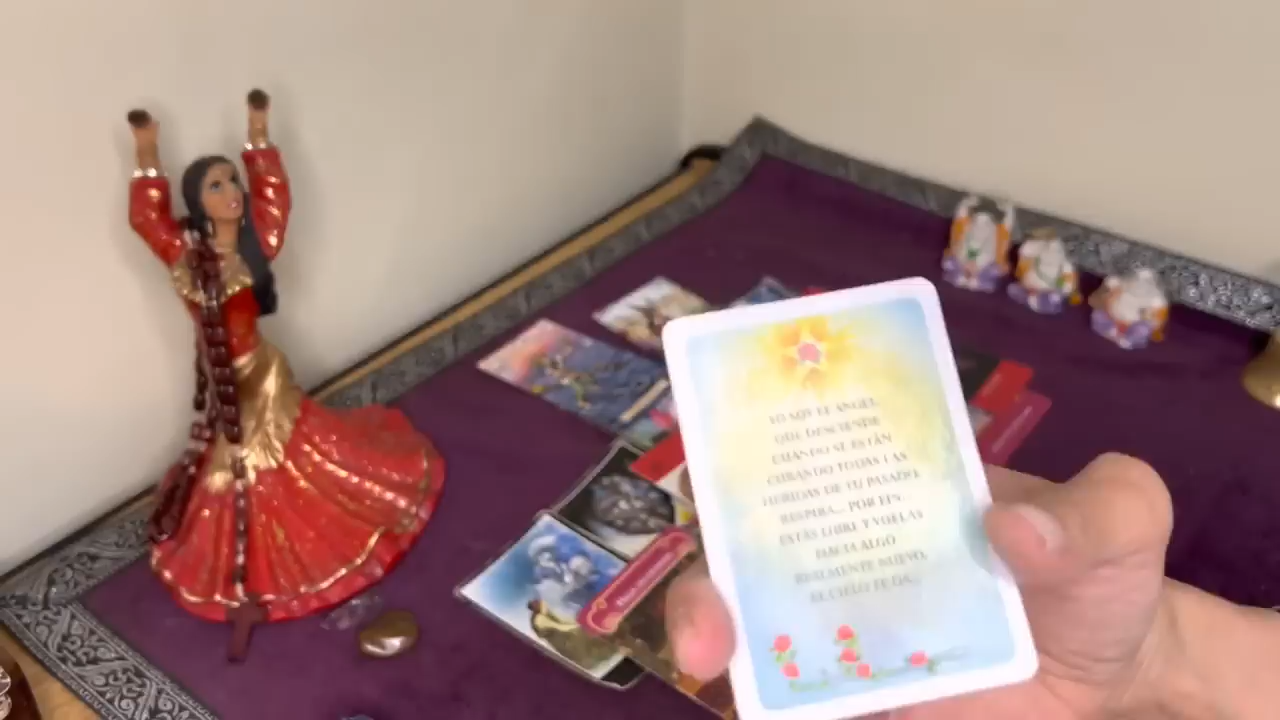 YO SOY EL ÁNGEL
QUE DESCIENDE
CUANDO SE ESTÁN
CURANDO TODAS LAS
HERIDAS DE TU PASADO.
RESPIRA... POR FIN...
ESTÁS LIBRE Y VUELAS
HACIA ALGO
REALMENTE NUEVO,
EL CIELO TE DA...